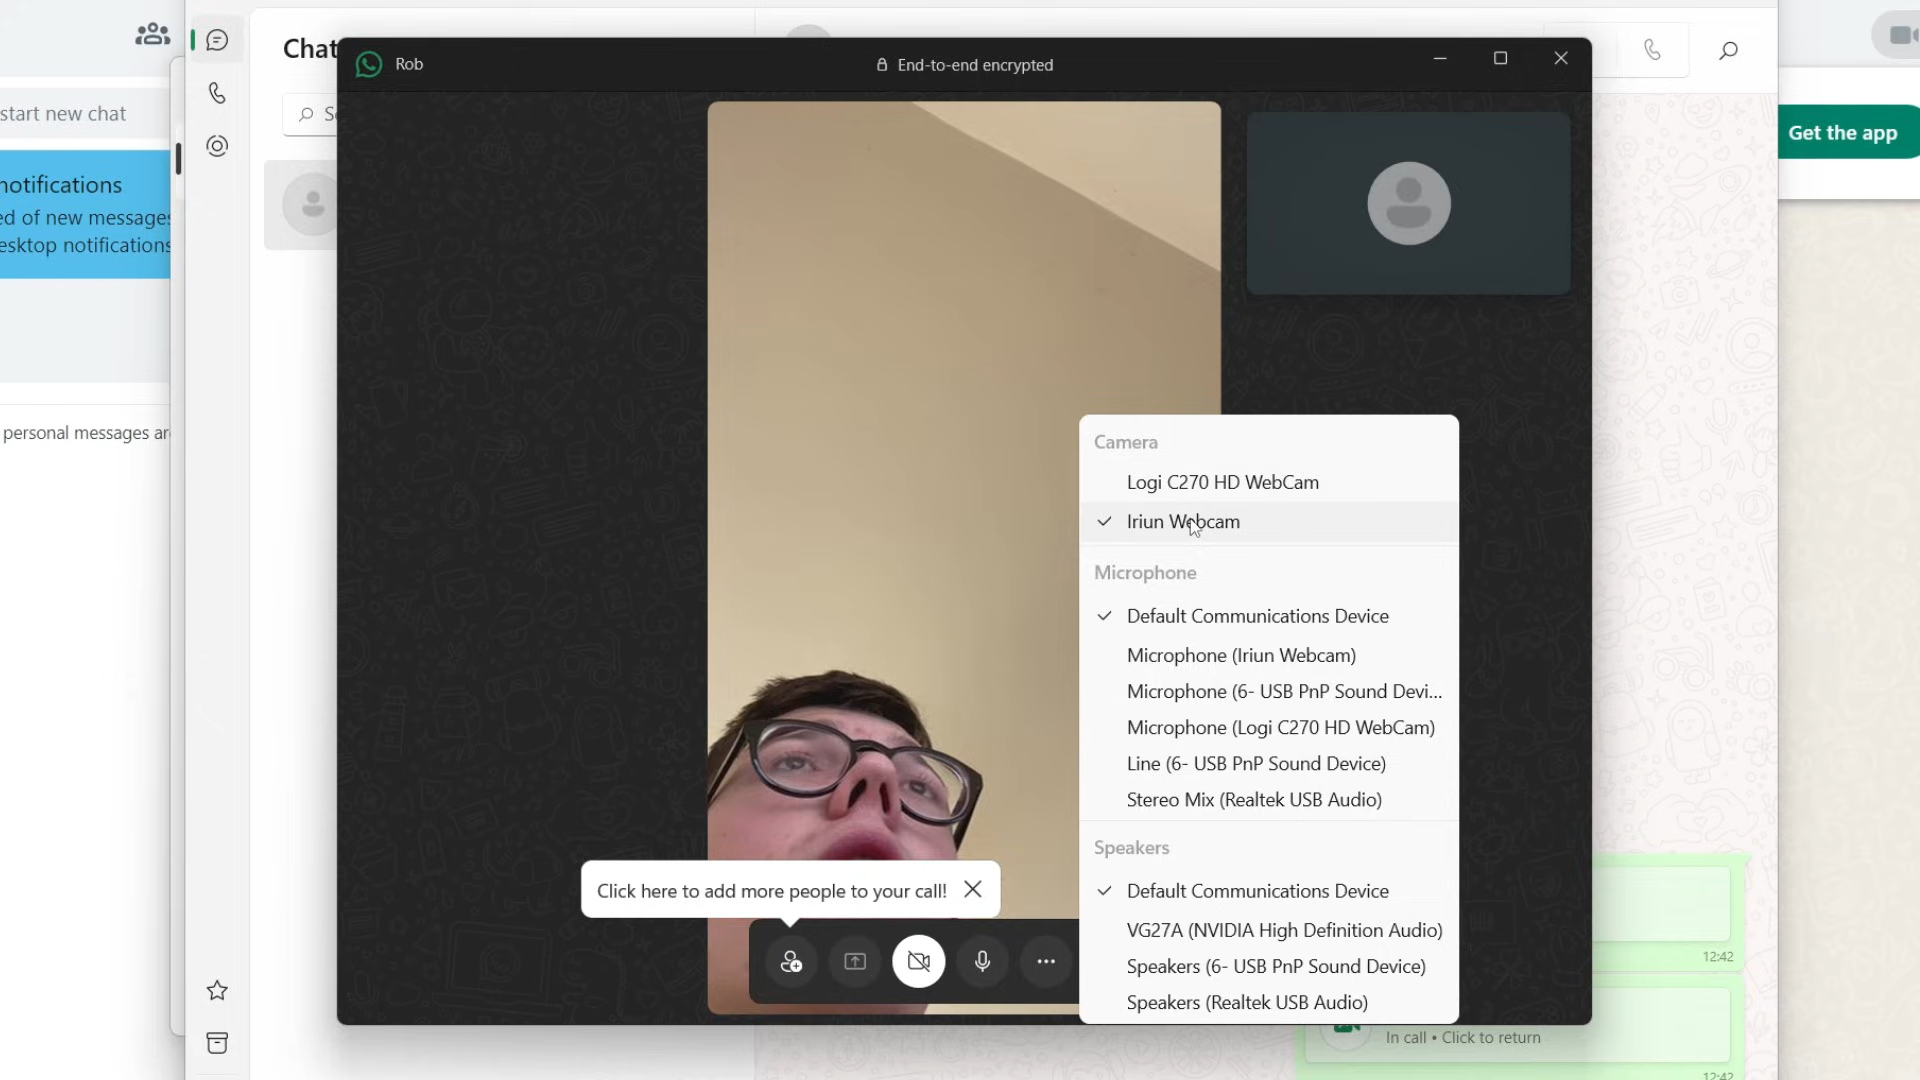 start new chat
notifications
ed of new messages
esktop notifications
personal messages ar
Chat
Rob
End-to-end encrypted
Get the app
Camera
Logi C270 HD WebCam
Iriun Webcam
Microphone
Default Communications Device
Microphone (Iriun Webcam)
Microphone (6- USB PnP Sound Devi...
Microphone (Logi C270 HD WebCam)
Line (6- USB PnP Sound Device)
Stereo Mix (Realtek USB Audio)
Speakers
Default Communications Device
VG27A (NVIDIA High Definition Audio)
Speakers (6- USB PnP Sound Device)
Speakers (Realtek USB Audio)
Click here to add more people to your call!
12:42
In call • Click to return
12:42